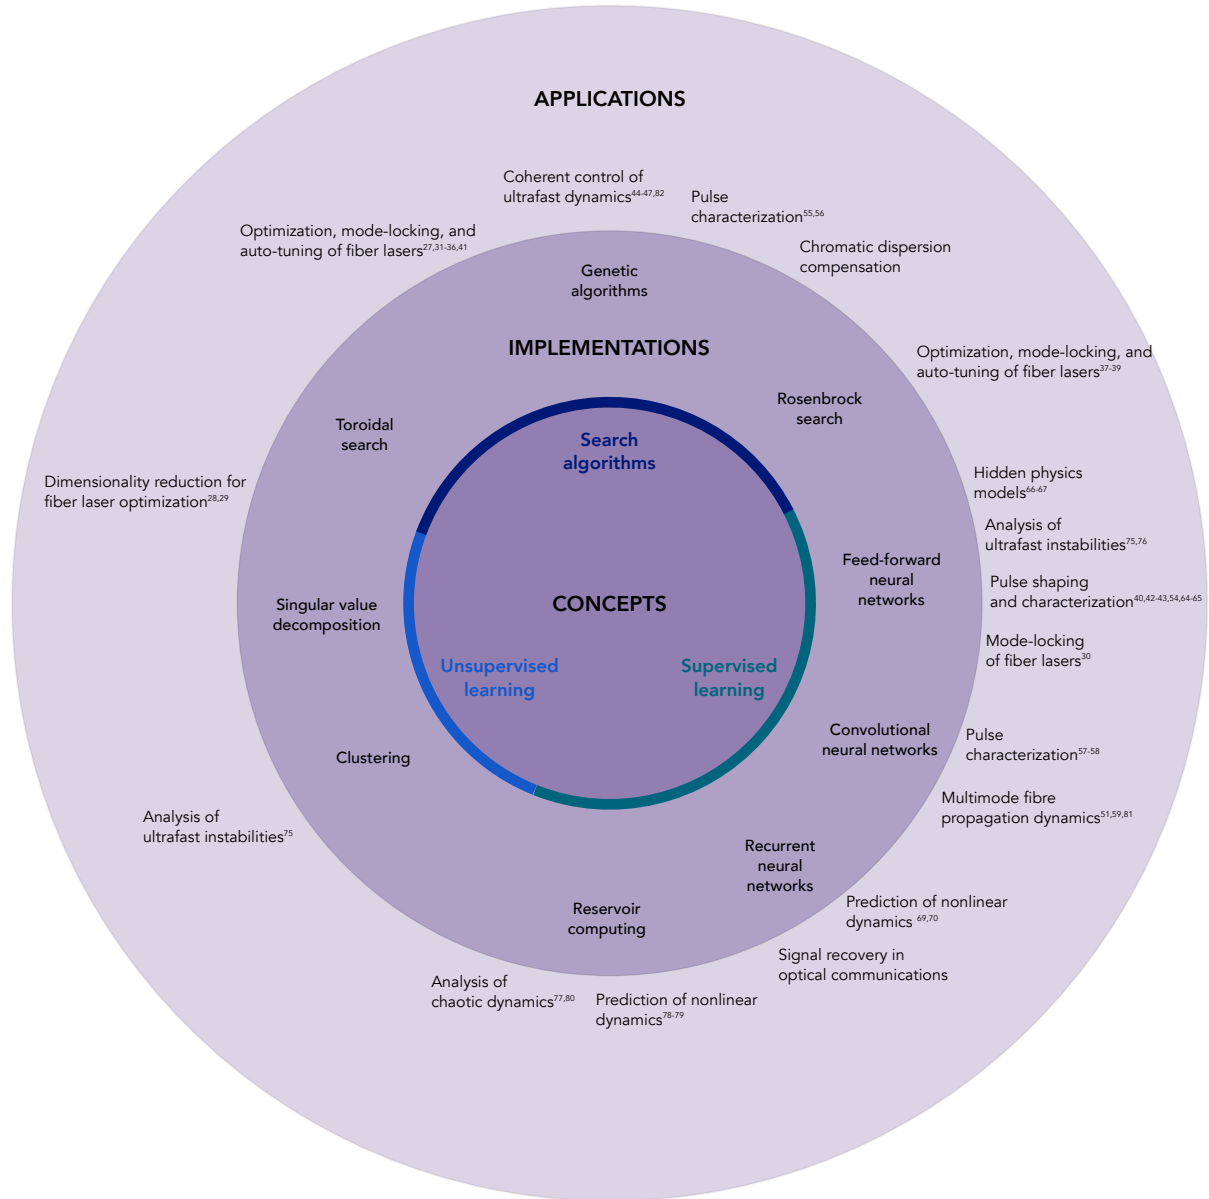 APPLICATIONS
Coherent control of
ultrafast dynamics44-47,82
Pulse
characterization55,56
Optimization, mode-locking, and
auto-tuning of fiber lasers27,31-36,41
Chromatic dispersion
compensation
Genetic
algorithms
IMPLEMENTATIONS
Optimization, mode-locking, and
auto-tuning of fiber lasers37-39
Rosenbrock
search
Toroidal
search
Search
algorithms
Dimensionality reduction for
fiber laser optimization28,29
Hidden physics
models66-67
Analysis of
ultrafast instabilities75,76
Feed-forward
neural
networks
Pulse shaping
and characterization40,42-43,54,64-65
Singular value
decomposition
CONCEPTS
Mode-locking
of fiber lasers30
Unsupervised
learning
Supervised
learning
Convolutional
neural networks
Pulse
characterization57-58
Clustering
Multimode fibre
propagation dynamics51,59,81
Analysis of
ultrafast instabilities75
Recurrent
neural
networks
Reservoir
computing
Prediction of nonlinear
dynamics 69,70
Signal recovery in
optical communications
Analysis of
chaotic dynamics77,80
Prediction of nonlinear
dynamics78-79